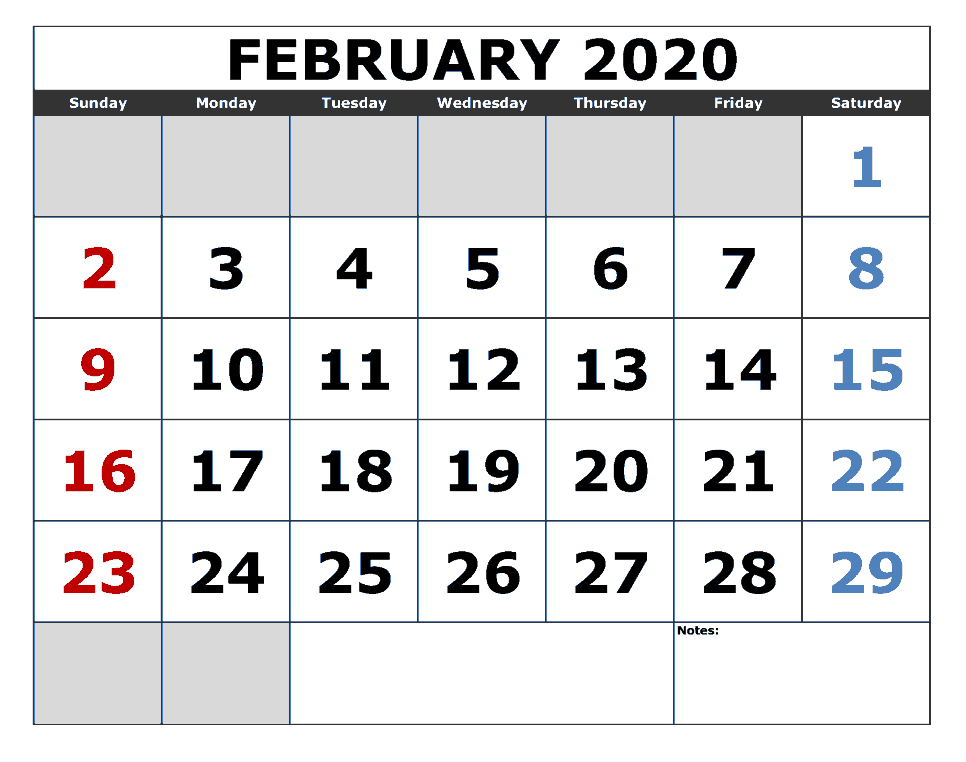 FEBRUARY 2020
Sunday Monday Tuesday Wednesday Thursday Friday Saturday
1
2 3 4 5 6 7 8
9 10 11 12 13 14 15
16 17 18 19 20 21 22
23 24 25 26 27 28 29
Notes: